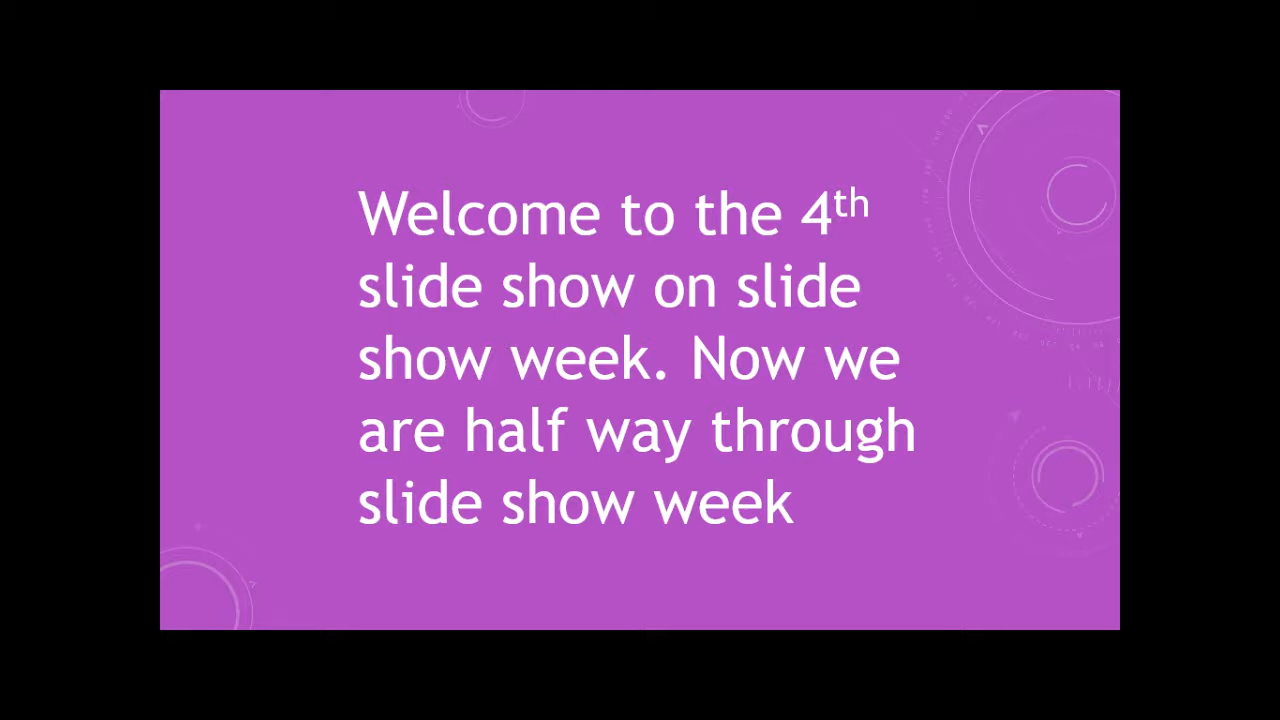 Welcome to the 4th
slide show on slide
show week. Now we
are half way through
slide show week